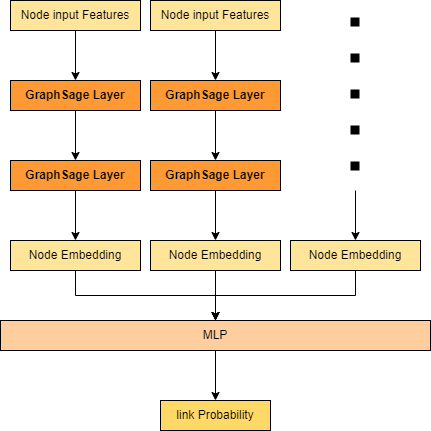 Node input Features
Node input Features
GraphSage Layer
GraphSage Layer
GraphSage Layer
GraphSage Layer
Node Embedding
Node Embedding
Node Embedding
MLP
link Probability